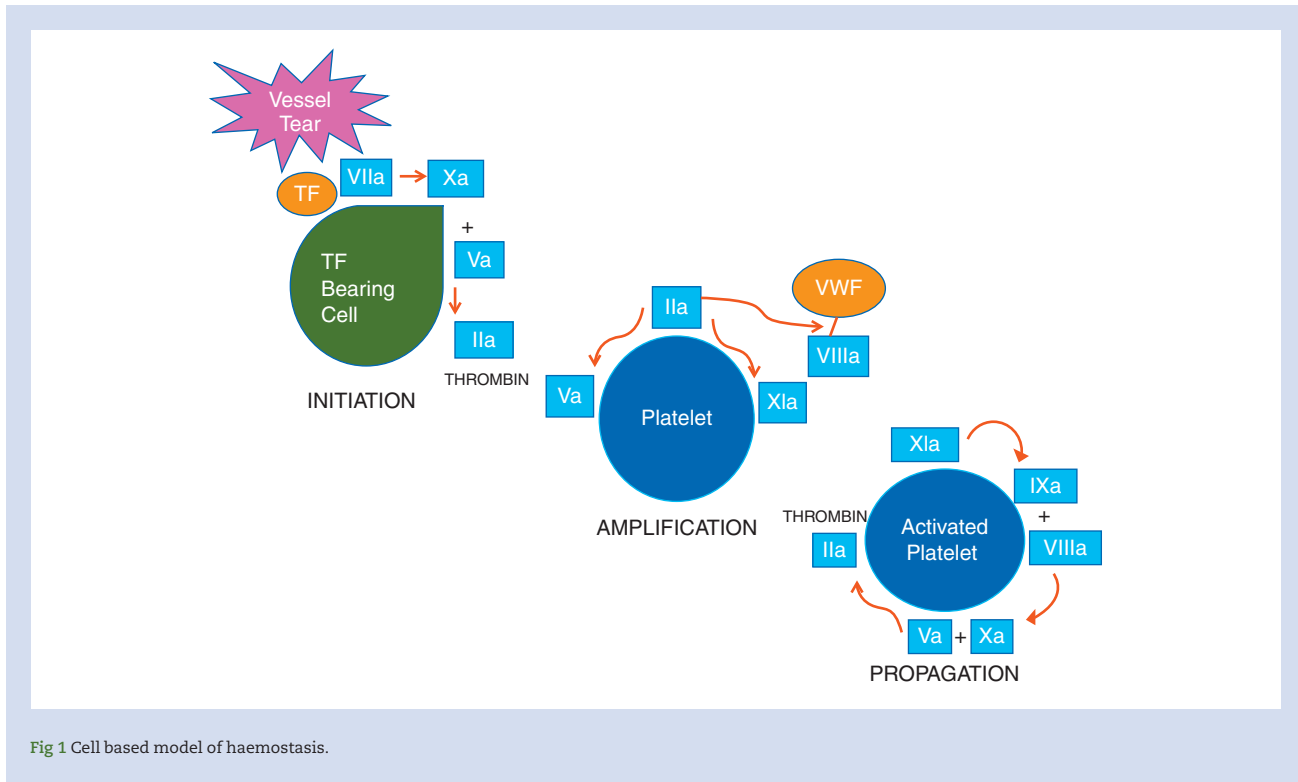 Vessel
Tear
TF
VIIa
Xa
+
Va
IIa
THROMBIN
TF
Bearing
Cell
INITIATION
IIa
VWF
VIIIa
Va
XIa
Platelet
AMPLIFICATION
XIa
IXa
+
VIIIa
THROMBIN
IIa
Activated
Platelet
Va + Xa
PROPAGATION
Fig 1 Cell based model of haemostasis.